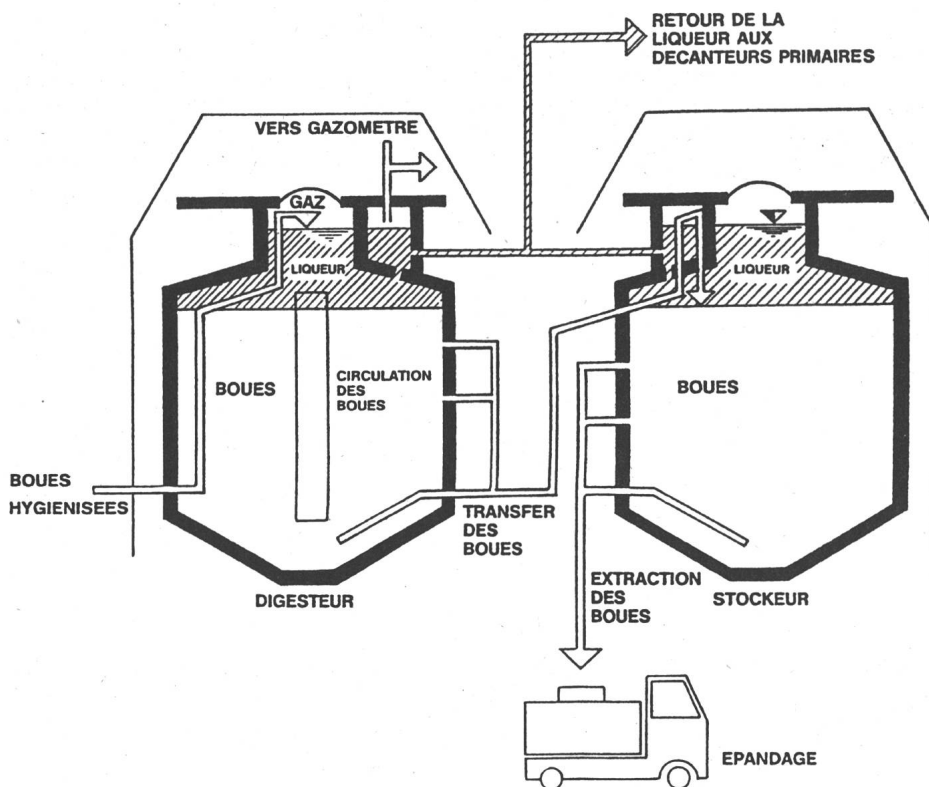 RETOUR DE LA
LIQUEUR AUX
DECANTEURS PRIMAIRES
VERS GAZOMETRE
GAZ
LIQUEUR
LIQUEUR
BOUES
CIRCULATION
DES
BOUES
BOUES
BOUES
HYGIENISEES
TRANSFER
DES
BOUES
DIGESTEUR
EXTRACTION
DES
BOUES
STOCKEUR
EPANDAGE